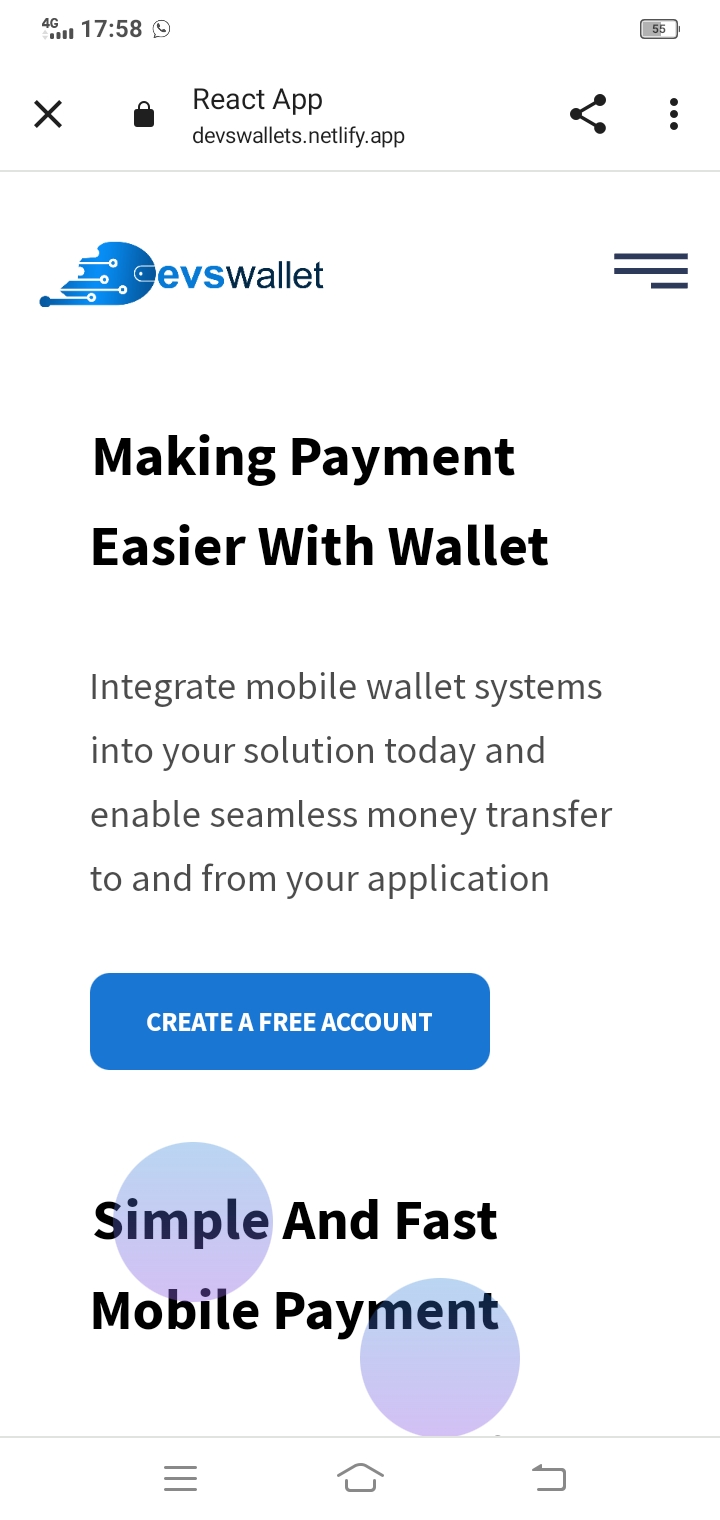 4G 17:58 55
React App
devswallets.netlify.app
evswallet
Making Payment
Easier With Wallet
Integrate mobile wallet systems
into your solution today and
enable seamless money transfer
to and from your application
CREATE A FREE ACCOUNT
Simple And Fast
Mobile Payment